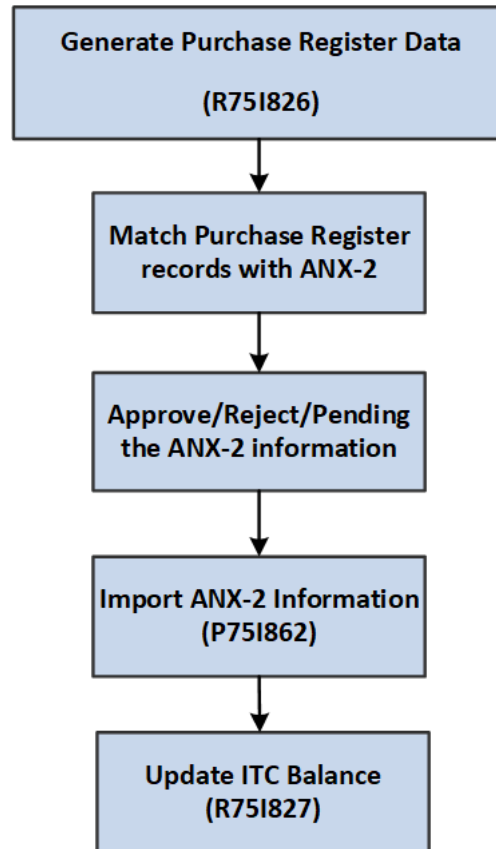 Generate Purchase Register Data
(R75I826)
Match Purchase Register
records with ANX-2
Approve/Reject/Pending
the ANX-2 information
Import ANX-2 Information
(P75I862)
Update ITC Balance
(R75I827)